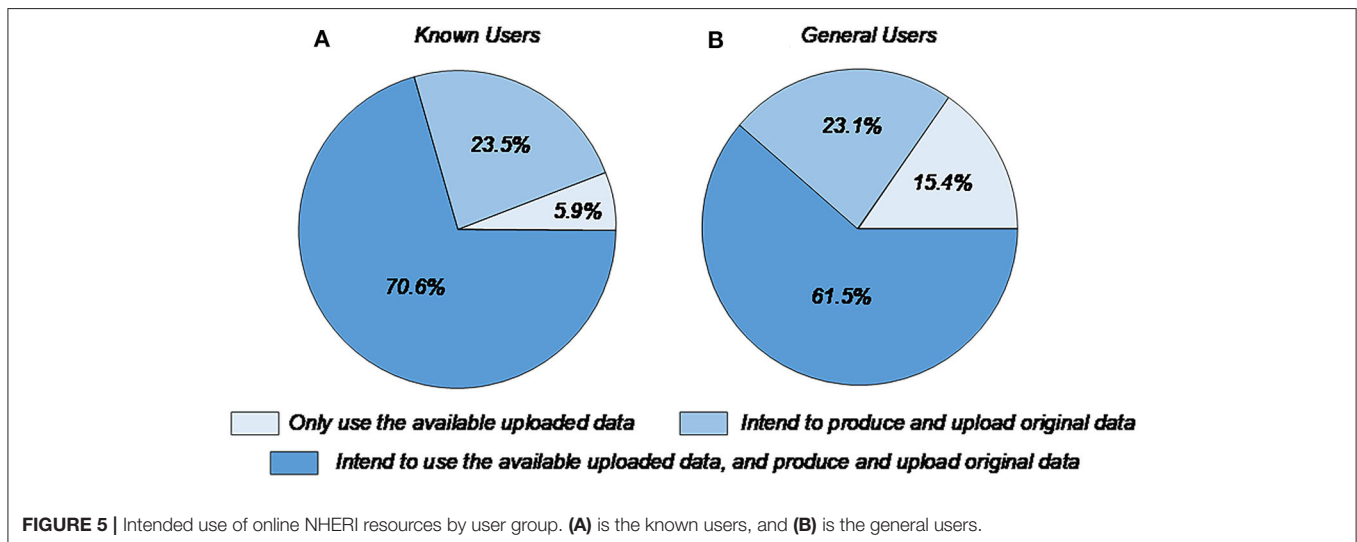 A Known Users
B General Users
23.5%
5.9%
70.6%
23.1%
15.4%
61.5%
Only use the available uploaded data
Intend to produce and upload original data
Intend to use the available uploaded data, and produce and upload original data
FIGURE 5 | Intended use of online NHERI resources by user group. (A) is the known users, and (B) is the general users.